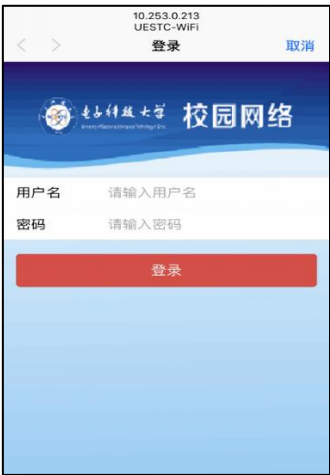 10.253.0.213
UESTC-WiFi
登录
取消
电子科技大学 校园网络
用户名 请输入用户名
密码 请输入密码
登录